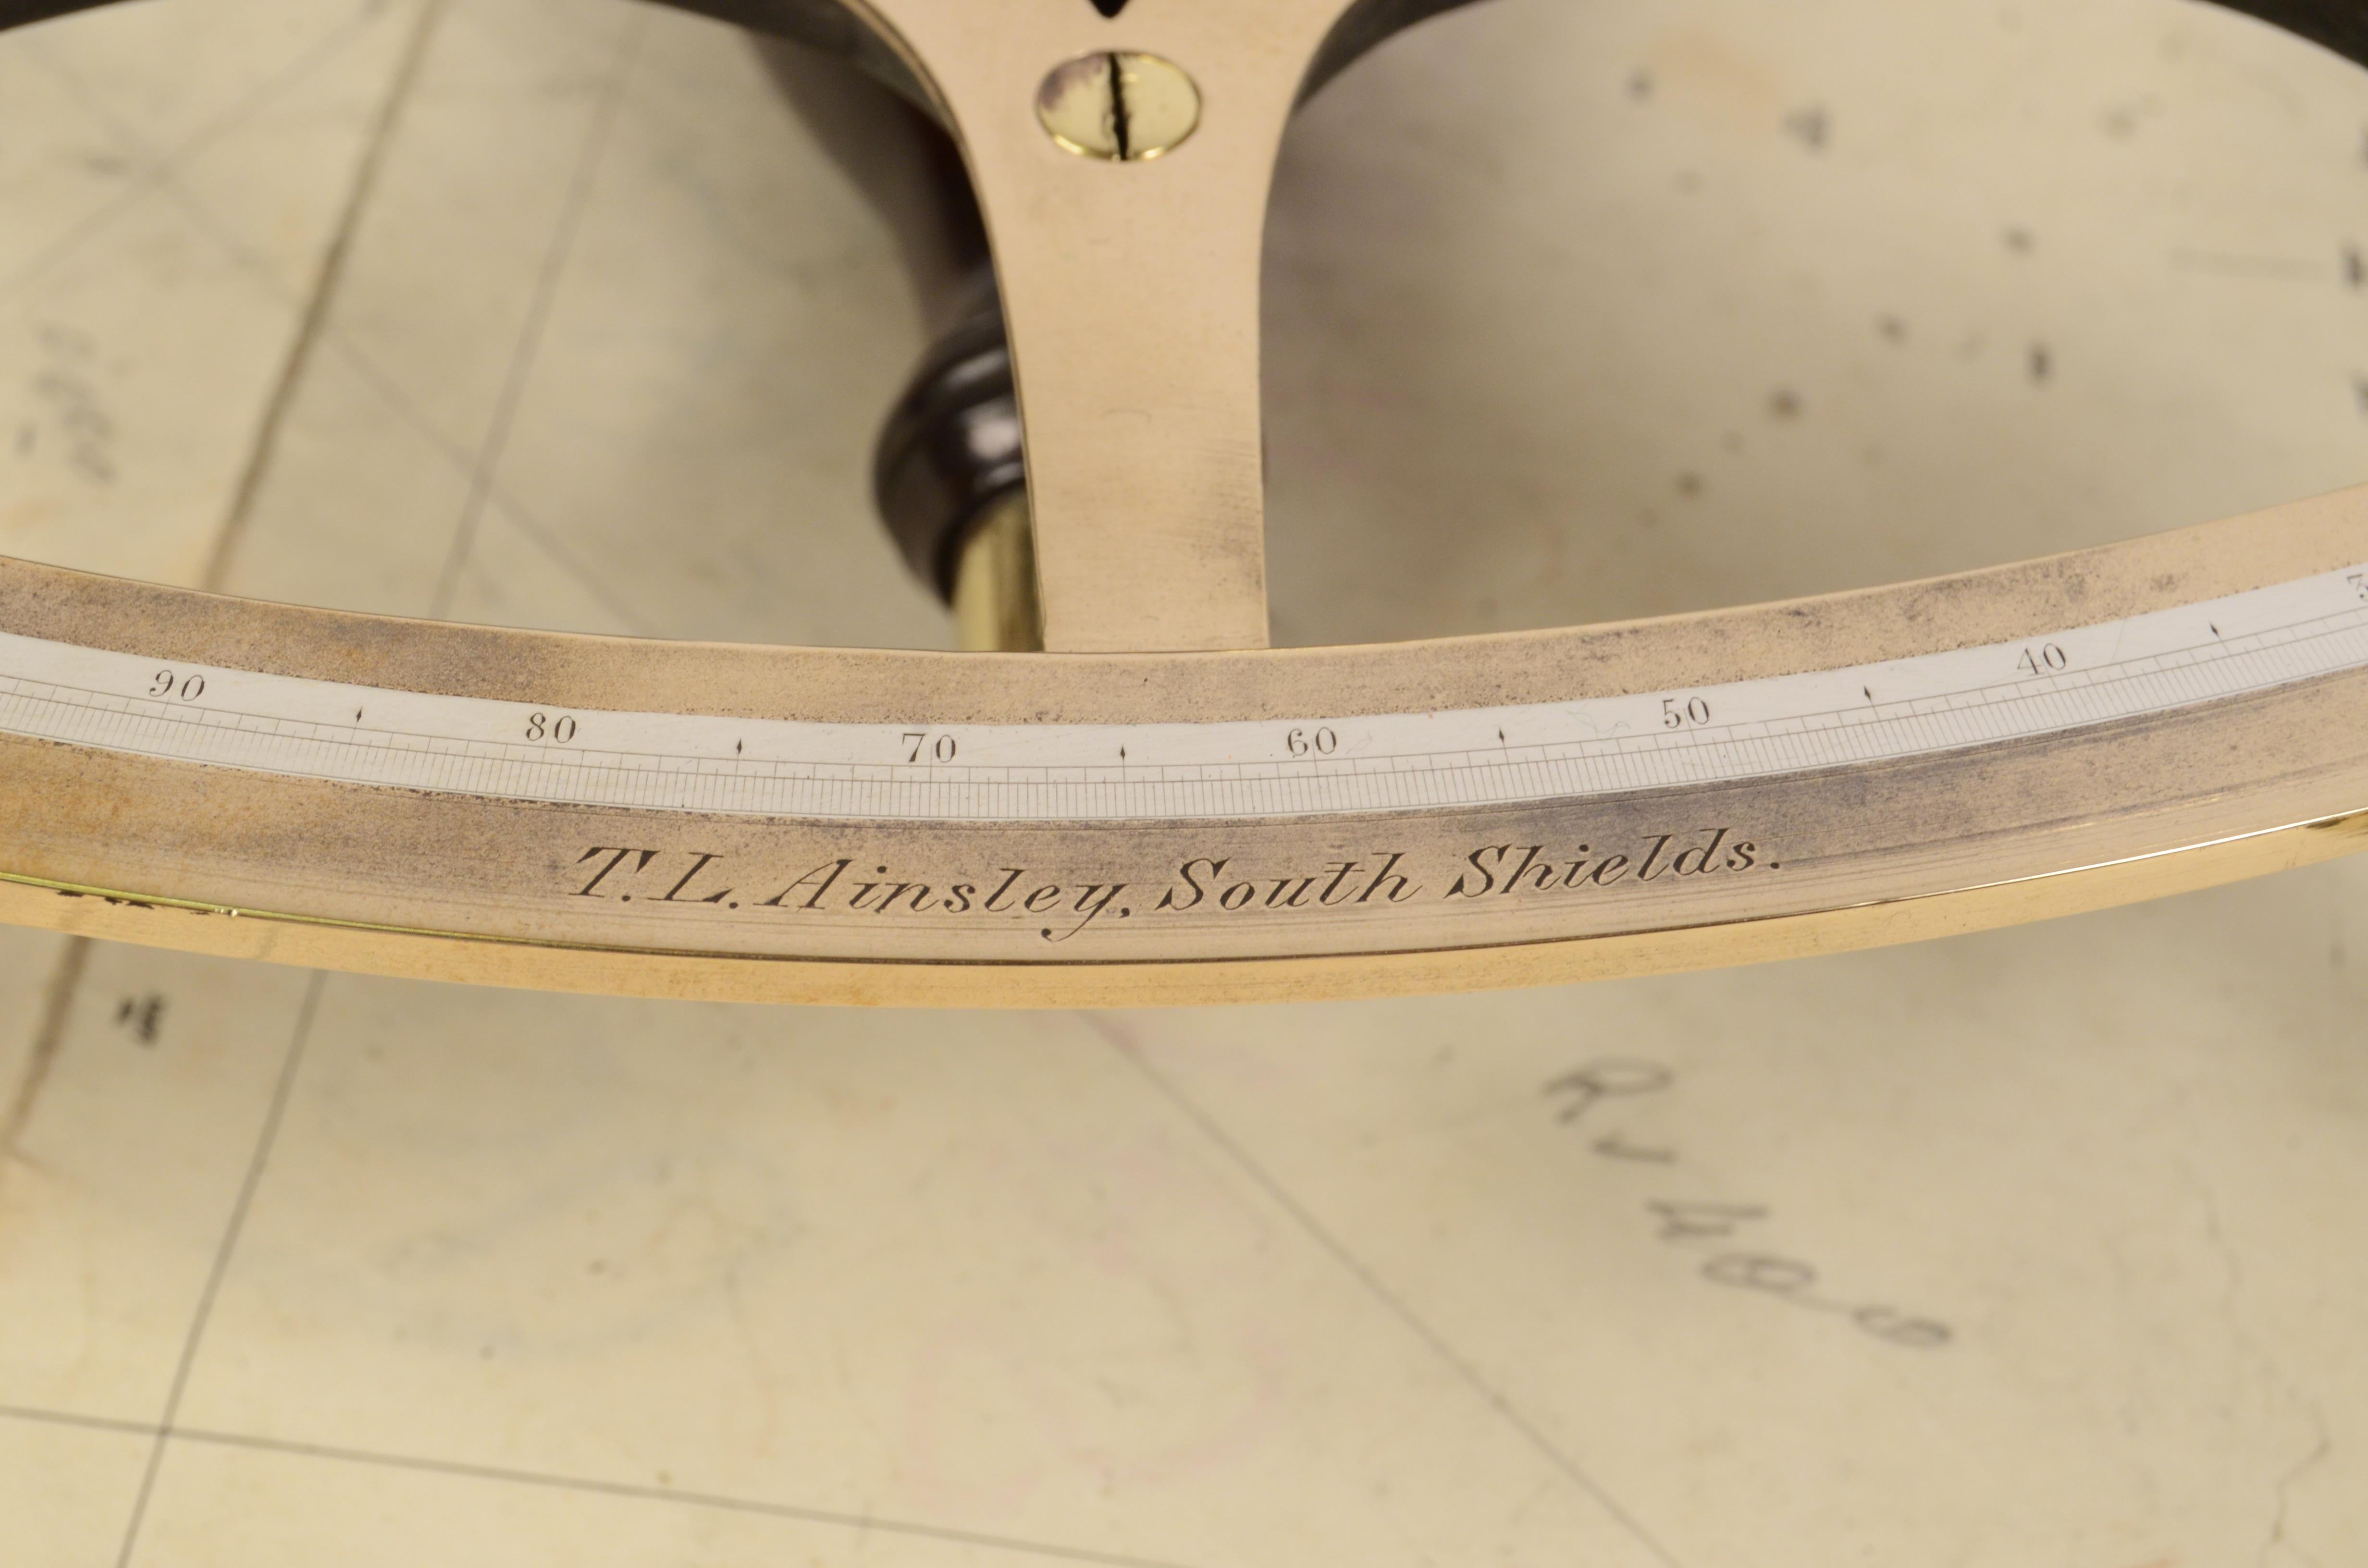 90 80 70 60 50 40
T.L. Ainsley, South Shields.